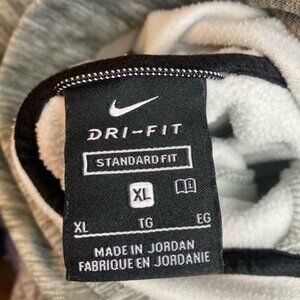 DRI-FIT
STANDARD FIT
XL
XL TG EG
MADE IN JORDAN
FABRIQUE EN JORDANIE